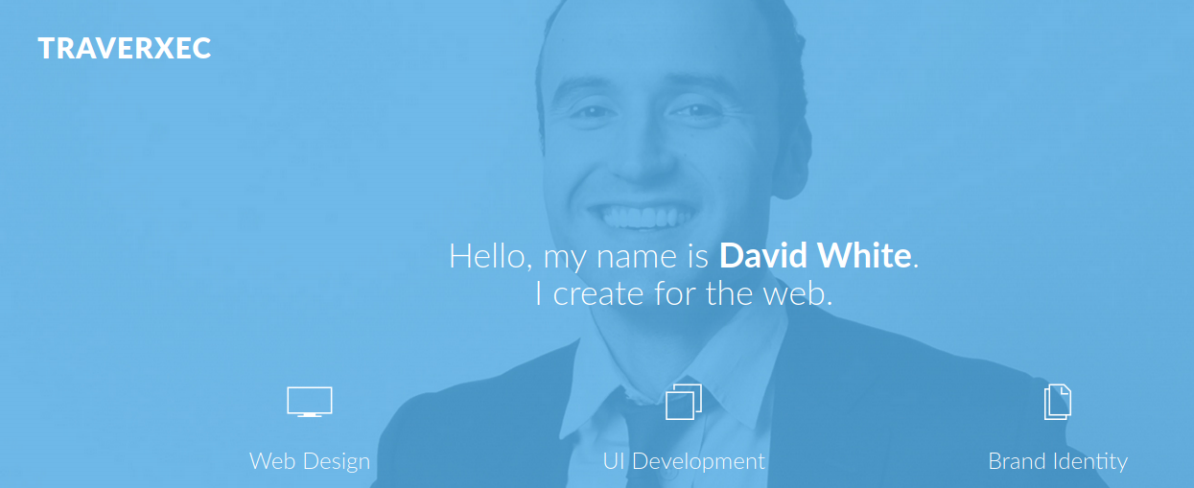 TRAVERXEC
Hello, my name is David White.
I create for the web.
Web Design
UI Development
Brand Identity